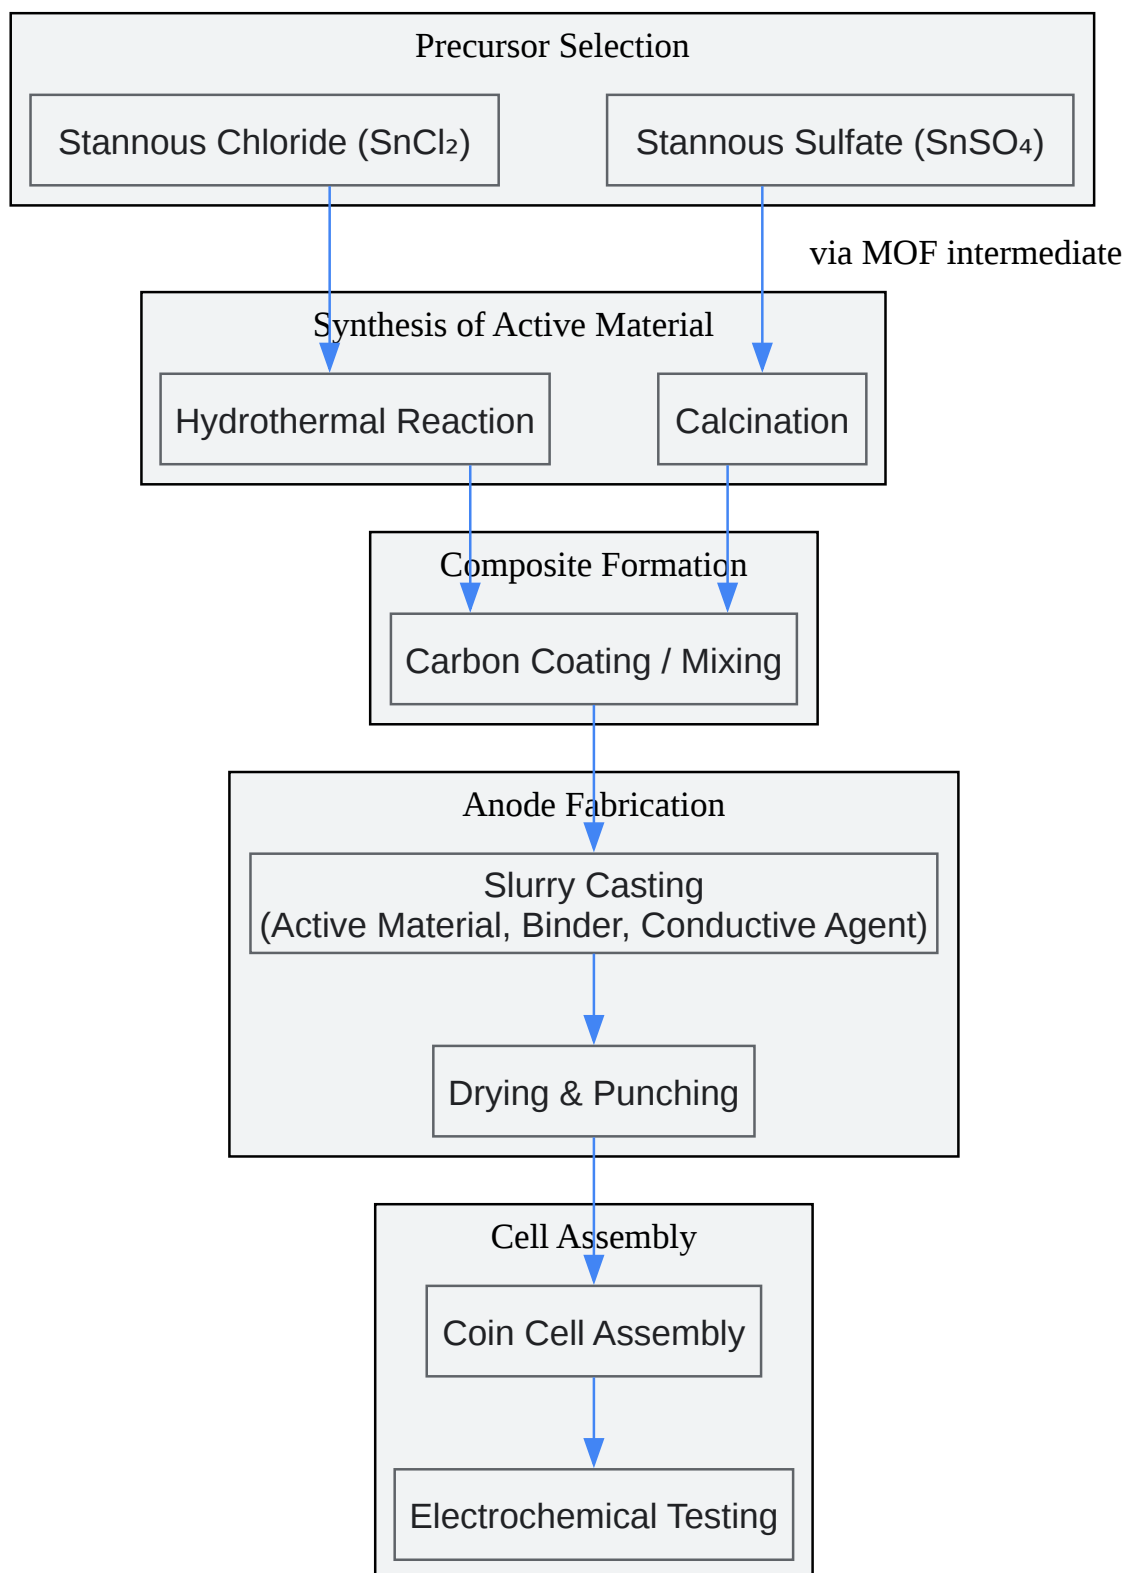 Precursor Selection
Stannous Chloride (SnCl₂)
Stannous Sulfate (SnSO₄)
via MOF intermediate
Synthesis of Active Material
Hydrothermal Reaction
Calcination
Composite Formation
Carbon Coating / Mixing
Anode Fabrication
Slurry Casting
(Active Material, Binder, Conductive Agent)
Drying & Punching
Cell Assembly
Coin Cell Assembly
Electrochemical Testing